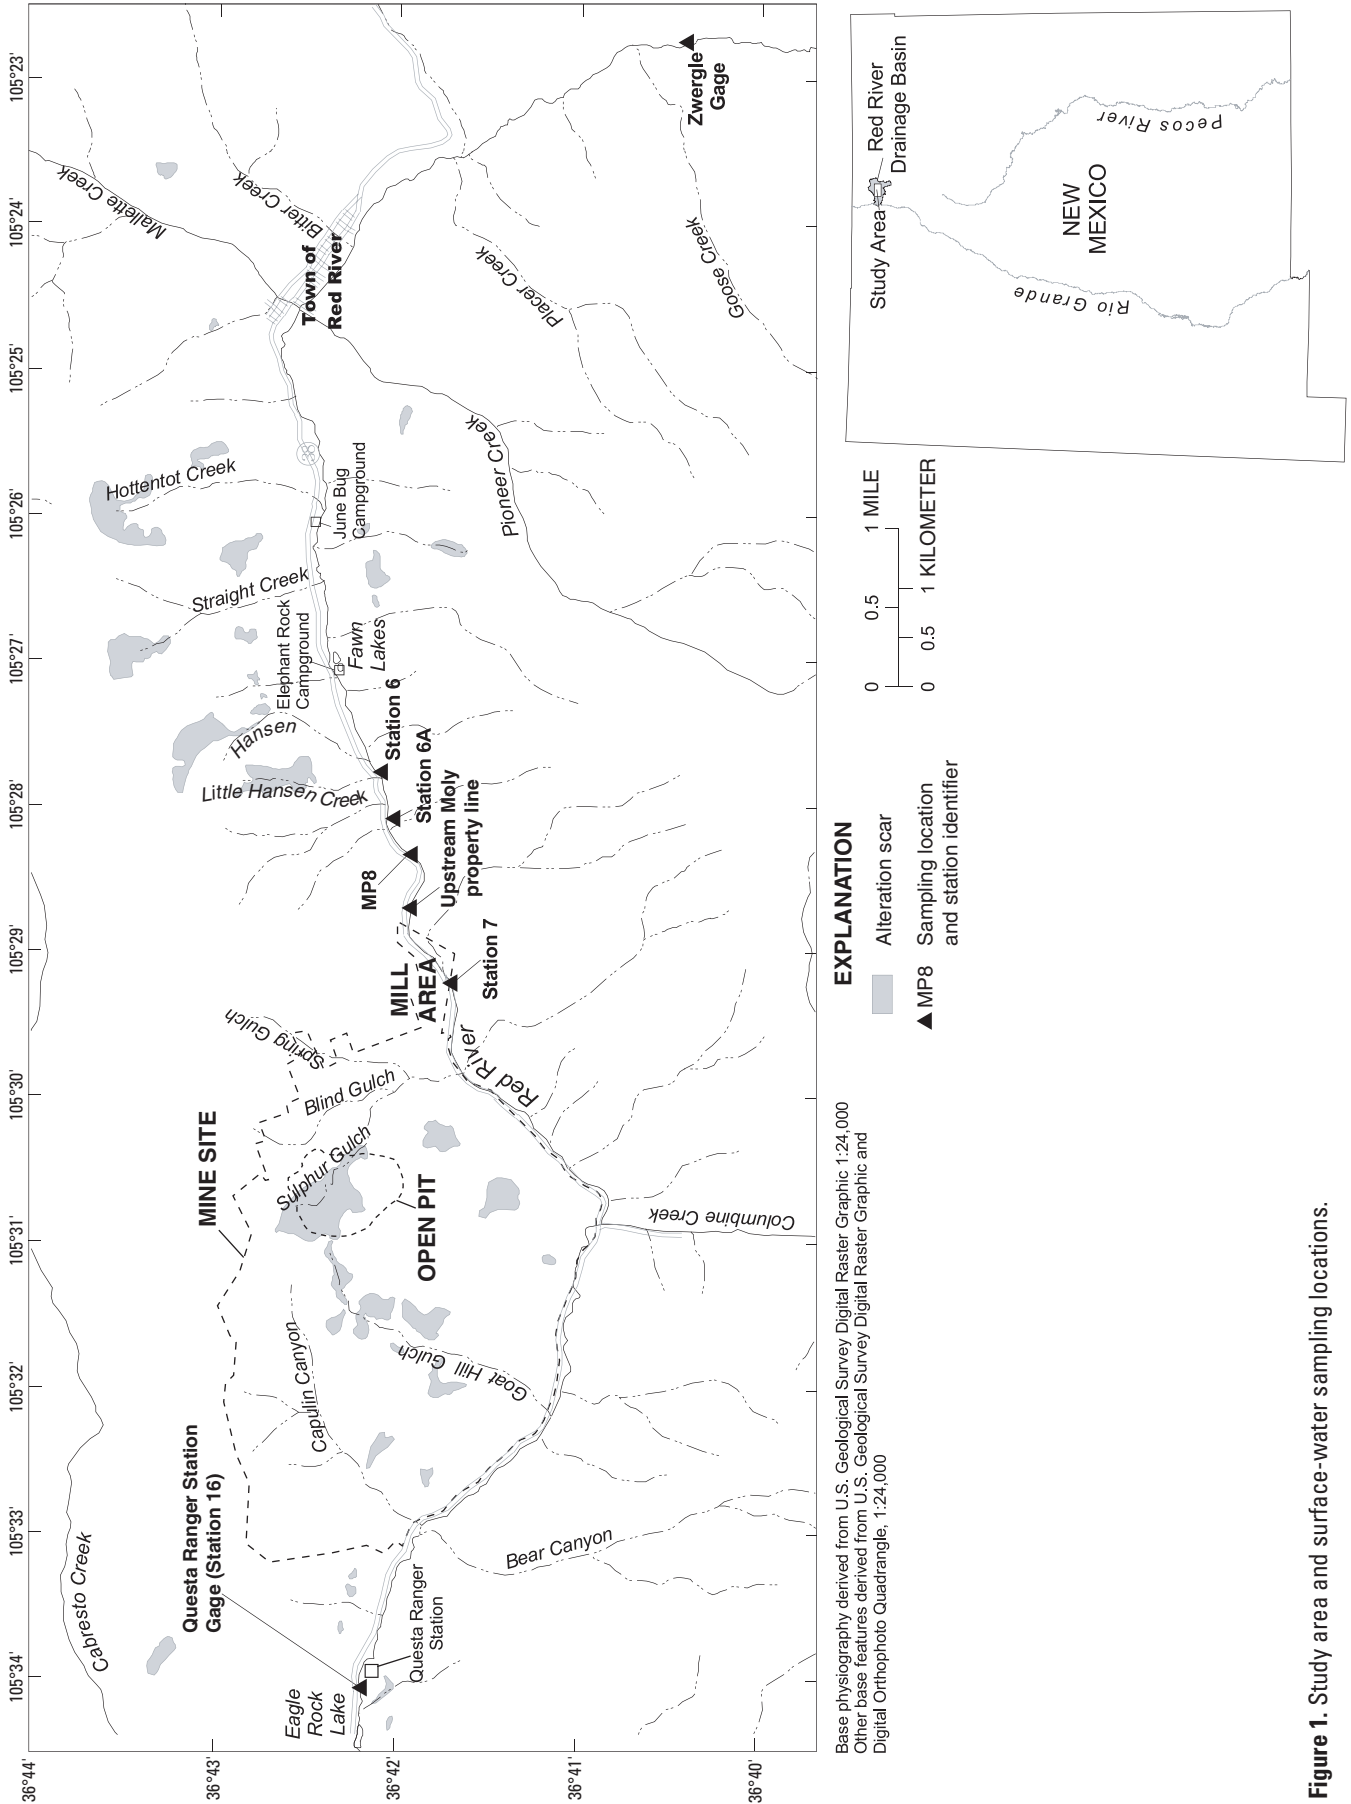 105°34'
105°33'
105°32'
105°31'
105°30'
105°29'
105°28'
105°27'
105°26'
105°25'
105°24'
105°23'
36°44'
36°43'
36°42'
36°41'
36°40'
Cabresto Creek
Questa Ranger Station
Gage (Station 16)
Eagle
Rock
Lake
Questa Ranger
Station
Bear Canyon
Capulin Canyon
Goat Hill Gulch
MINE SITE
OPEN PIT
Sulphur Gulch
Blind Gulch
Spring Gulch
Columbine Creek
Red River
MILL
AREA
Station 7
Upstream Moly
property line
MP8
Station 6A
Station 6
Little Hansen Creek
Hansen
Elephant Rock
Campground
Fawn
Lakes
Straight Creek
Hottentot Creek
June Bug
Campground
Pioneer Creek
Town of
Red River
Mallette Creek
Bitter Creek
Placer Creek
Goose Creek
Zwergle
Gage
Base physiography derived from U.S. Geological Survey Digital Raster Graphic 1:24,000
Other base features derived from U.S. Geological Survey Digital Raster Graphic and
Digital Orthophoto Quadrangle, 1:24,000
EXPLANATION
Alteration scar
MP8 Sampling location
and station identifier
0 0.5 1 MILE
0 0.5 1 KILOMETER
Study Area
Red River
Drainage Basin
NEW
MEXICO
Rio Grande
Pecos River
Figure 1. Study area and surface-water sampling locations.